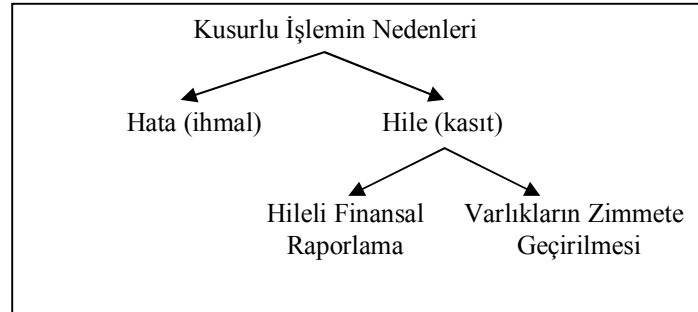 Kusurlu İşlemin Nedenleri
Hata (ihmal) Hile (kasıt)
Hileli Finansal Raporlama
Varlıkların Zimmete Geçirilmesi